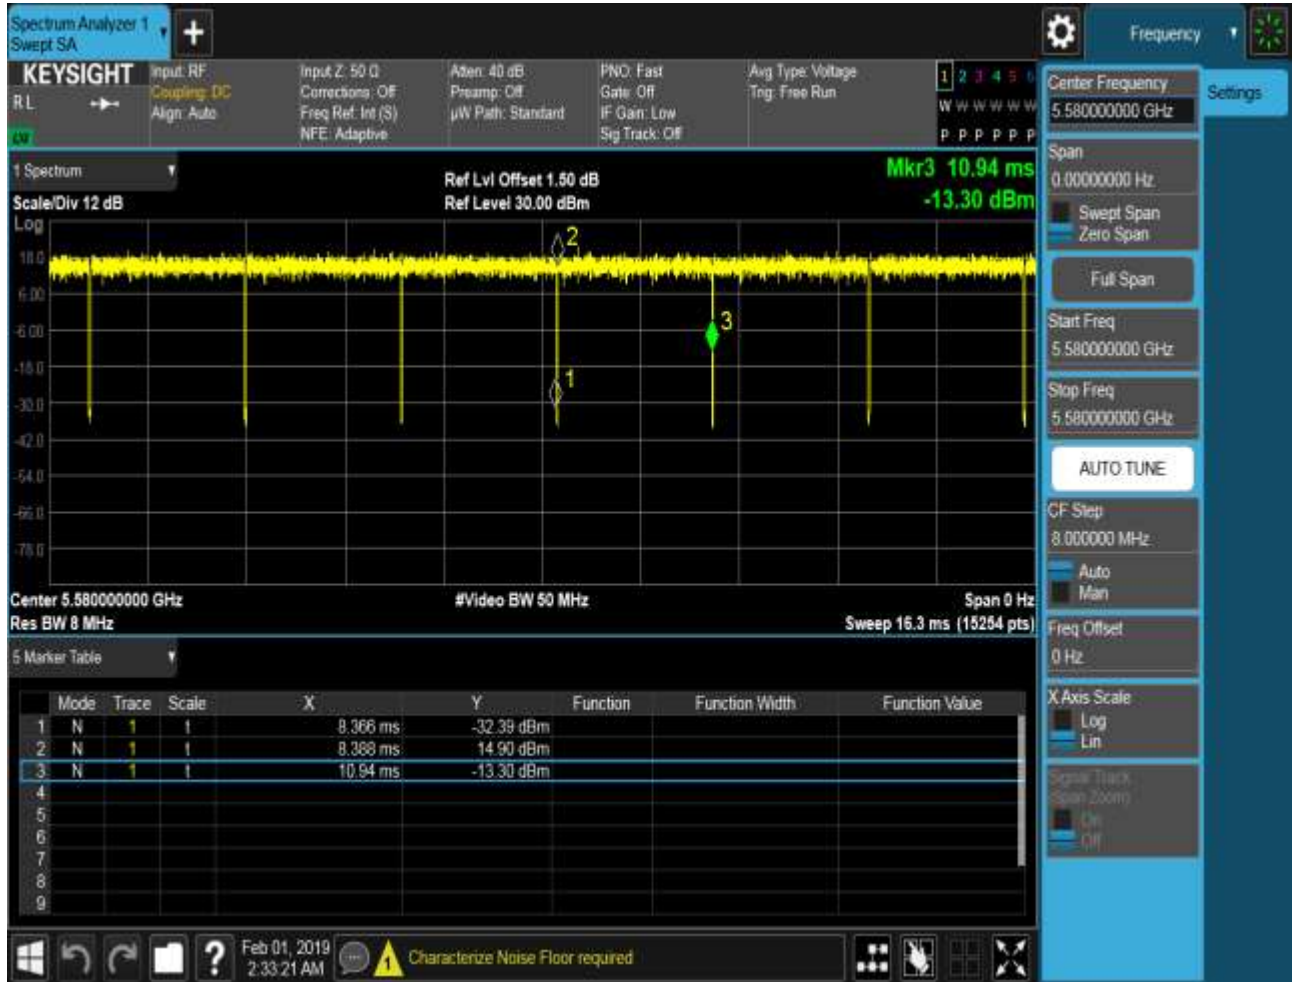 Spectrum Analyzer 1
Swept SA
+
Frequency
KEYSIGHT
RL
Input: RF
Coupling: DC
Align: Auto
Input Z: 50 Ω
Corrections: Off
Freq Ref: Int (S)
NFE: Adaptive
Atten: 40 dB
Preamp: Off
µW Path: Standard
PNO: Fast
Gate: Off
IF Gain: Low
Sig Track: Off
Avg Type: Voltage
Trig: Free Run
1 2 3 4 5 6
W W W W W W
P P P P P P
Center Frequency
5.580000000 GHz
Settings
Span
0.00000000 Hz
Swept Span
Zero Span
Full Span
Start Freq
5.580000000 GHz
Stop Freq
5.580000000 GHz
AUTO TUNE
CF Step
8.000000 MHz
Auto
Man
Freq Offset
0 Hz
X Axis Scale
Log
Lin
Signal Track
(Span Zoom)
On
Off
1 Spectrum
Scale/Div 12 dB
Ref Lvl Offset 1.50 dB
Ref Level 30.00 dBm
Mkr3 10.94 ms
-13.30 dBm
Log
18.0
6.00
-6.00
-18.0
-30.0
-42.0
-54.0
-66.0
-78.0
2
3
1
Center 5.580000000 GHz
#Video BW 50 MHz
Span 0 Hz
Res BW 8 MHz
Sweep 16.3 ms (15254 pts)
5 Marker Table
Mode Trace Scale X Y Function Function Width Function Value
1 N 1 t 8.366 ms -32.39 dBm
2 N 1 t 8.388 ms 14.90 dBm
3 N 1 t 10.94 ms -13.30 dBm
4
5
6
7
8
9
?
Feb 01, 2019
2:33:21 AM
1
Characterize Noise Floor required